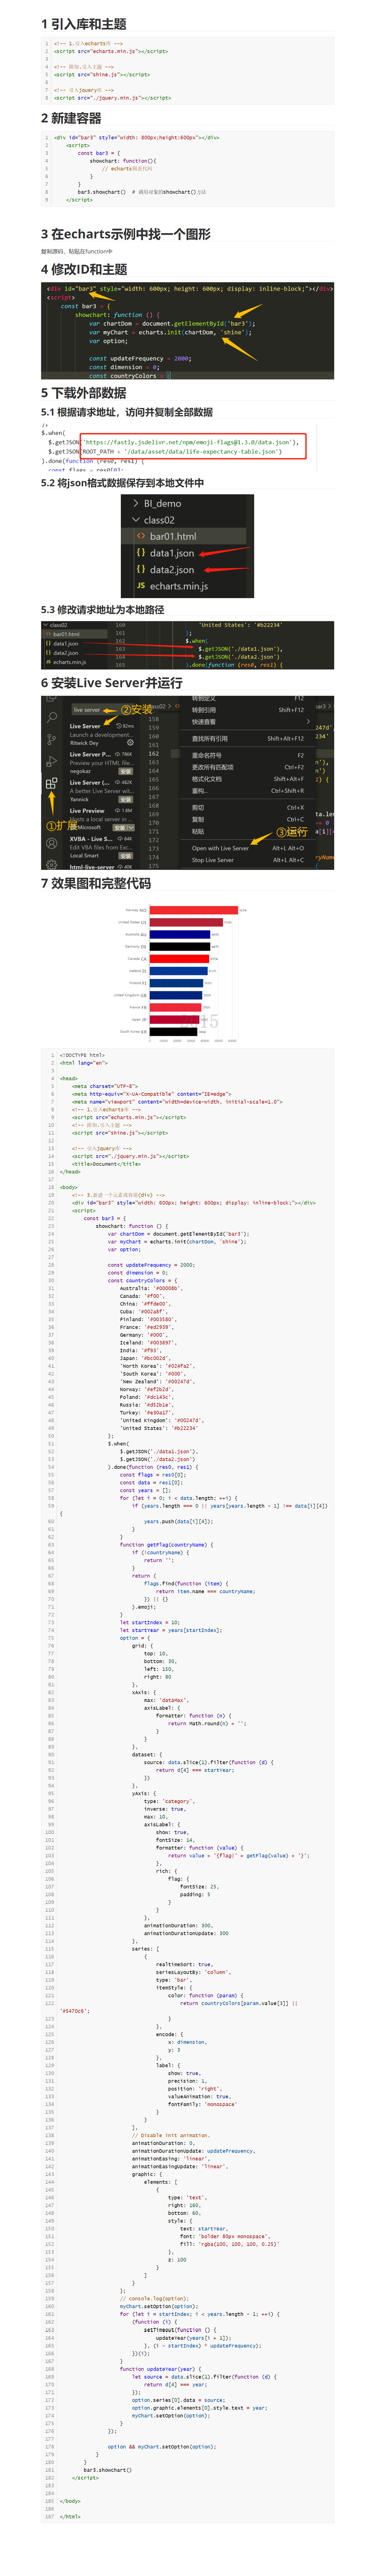 1 引入库和主题
1 <!-- 1.引入echarts库 -->
2 <script src="echarts.min.js"></script>
3
4 <!-- 附加.引入主题 -->
5 <script src="shine.js"></script>
6
7 <!-- 引入jquery库 -->
8 <script src="./jquery.min.js"></script>
2 新建容器
1 <div id="bar3" style="width: 800px;height:600px"></div>
2 <script>
3 const bar3 = {
4 showchart: function(){
5 // echarts图表代码
6 }
7 }
8 bar3.showchart() # 调用对象的showchart()方法
9 </script>
3 在echarts示例中找一个图形
复制源码，粘贴在function中
4 修改ID和主题
<div id="bar3" style="width: 600px; height: 600px; display: inline-block;"></div>
<script>
const bar3 = {
showchart: function () {
var chartDom = document.getElementById('bar3');
var myChart = echarts.init(chartDom, 'shine');
var option;
const updateFrequency = 2000;
const dimension = 0;
const countryColors = {
5 下载外部数据
5.1 根据请求地址，访问并复制全部数据
$.when(
$.getJSON('https://fastly.jsdelivr.net/npm/emoji-flags@1.3.0/data.json'),
$.getJSON(ROOT_PATH + '/data/asset/data/life-expectancy-table.json')
).done(function (res0, res1) {
const flags = res0[0];
5.2 将json格式数据保存到本地文件中
> BI_demo
class02
bar01.html
{} data1.json
{} data2.json
JS echarts.min.js
5.3 修改请求地址为本地路径
class02
bar01.html
data1.json
data2.json
echarts.min.js
160 'United States': '#b22234'
161 };
162 $.when(
163 $.getJSON('./data1.json'),
164 $.getJSON('./data2.json')
165 ).done(function (res0, res1) {
6 安装Live Server并运行
live server
②安装
Live Server 92ms
Launch a development...
Ritwick Dey
Live Server P... 786K
Empowering your HTML...
negokaz 安装
Live Server (... 462K
A better Live Server wit...
Yannick 安装
Live Preview 1.8M
Hosts a local server in ...
Microsoft 安装
XVBA - Live S... 84K
Edit VBA files from Exc...
Local Smart 安装
html-live-server 40K
①扩展
转到定义 F12
转到引用 Shift+F12
快速查看 >
查找所有引用 Shift+Alt+F12
重命名符号 F2
更改所有匹配项 Ctrl+F2
格式化文档 Shift+Alt+F
重构... Ctrl+Shift+R
剪切 Ctrl+X
复制 Ctrl+C
粘贴
③运行
Open with Live Server Alt+L Alt+O
Stop Live Server Alt+L Alt+C
7 效果图和完整代码
Norway NO
United States US
Australia AU
Germany DE
Canada CA
Iceland IS
Finland FI
United Kingdom GB
France FR
Japan JP
South Korea KR
2015
1 <!DOCTYPE html>
2 <html lang="en">
3
4 <head>
5 <meta charset="UTF-8">
6 <meta http-equiv="X-UA-Compatible" content="IE=edge">
7 <meta name="viewport" content="width=device-width, initial-scale=1.0">
8 <!-- 1.引入echarts库 -->
9 <script src="echarts.min.js"></script>
10 <!-- 附加.引入主题 -->
11 <script src="shine.js"></script>
12
13 <!-- 引入jquery库 -->
14 <script src="./jquery.min.js"></script>
15 <title>Document</title>
16 </head>
17
18 <body>
19 <!-- 3.新建一个元素或容器(div) -->
20 <div id="bar3" style="width: 600px; height: 600px; display: inline-block;"></div>
21 <script>
22 const bar3 = {
23 showchart: function () {
24 var chartDom = document.getElementById('bar3');
25 var myChart = echarts.init(chartDom, 'shine');
26 var option;
27
28 const updateFrequency = 2000;
29 const dimension = 0;
30 const countryColors = {
31 Australia: '#00008b',
32 Canada: '#f00',
33 China: '#ffde00',
34 Cuba: '#002a8f',
35 Finland: '#003580',
36 France: '#ed2939',
37 Germany: '#000',
38 Iceland: '#003897',
39 India: '#f93',
40 Japan: '#bc002d',
41 'North Korea': '#024fa2',
42 'South Korea': '#000',
43 'New Zealand': '#00247d',
44 Norway: '#ef2b2d',
45 Poland: '#dc143c',
46 Russia: '#d52b1e',
47 Turkey: '#e30a17',
48 'United Kingdom': '#00247d',
49 'United States': '#b22234'
50 };
51 $.when(
52 $.getJSON('./data1.json'),
53 $.getJSON('./data2.json')
54 ).done(function (res0, res1) {
55 const flags = res0[0];
56 const data = res1[0];
57 const years = [];
58 for (let i = 0; i < data.length; ++i) {
59 if (years.length === 0 || years[years.length - 1] !== data[i][4])
{
60 years.push(data[i][4]);
61 }
62 }
63 function getFlag(countryName) {
64 if (!countryName) {
65 return '';
66 }
67 return (
68 flags.find(function (item) {
69 return item.name === countryName;
70 }) || {}
71 ).emoji;
72 }
73 let startIndex = 10;
74 let startYear = years[startIndex];
75 option = {
76 grid: {
77 top: 10,
78 bottom: 30,
79 left: 150,
80 right: 80
81 },
82 xAxis: {
83 max: 'dataMax',
84 axisLabel: {
85 formatter: function (n) {
86 return Math.round(n) + '';
87 }
88 }
89 },
90 dataset: {
91 source: data.slice(1).filter(function (d) {
92 return d[4] === startYear;
93 })
94 },
95 yAxis: {
96 type: 'category',
97 inverse: true,
98 max: 10,
99 axisLabel: {
100 show: true,
101 fontSize: 14,
102 formatter: function (value) {
103 return value + '{flag|' + getFlag(value) + '}';
104 },
105 rich: {
106 flag: {
107 fontSize: 25,
108 padding: 5
109 }
110 }
111 },
112 animationDuration: 300,
113 animationDurationUpdate: 300
114 },
115 series: [
116 {
117 realtimeSort: true,
118 seriesLayoutBy: 'column',
119 type: 'bar',
120 itemStyle: {
121 color: function (param) {
122 return countryColors[param.value[3]] ||
'#5470c6';
123 }
124 },
125 encode: {
126 x: dimension,
127 y: 3
128 },
129 label: {
130 show: true,
131 precision: 1,
132 position: 'right',
133 valueAnimation: true,
134 fontFamily: 'monospace'
135 }
136 }
137 ],
138 // Disable init animation.
139 animationDuration: 0,
140 animationDurationUpdate: updateFrequency,
141 animationEasing: 'linear',
142 animationEasingUpdate: 'linear',
143 graphic: {
144 elements: [
145 {
146 type: 'text',
147 right: 160,
148 bottom: 60,
149 style: {
150 text: startYear,
151 font: 'bolder 80px monospace',
152 fill: 'rgba(100, 100, 100, 0.25)'
153 },
154 z: 100
155 }
156 ]
157 }
158 };
159 // console.log(option);
160 myChart.setOption(option);
161 for (let i = startIndex; i < years.length - 1; ++i) {
162 (function (i) {
163 setTimeout(function () {
164 updateYear(years[i + 1]);
165 }, (i - startIndex) * updateFrequency);
166 })(i);
167 }
168 function updateYear(year) {
169 let source = data.slice(1).filter(function (d) {
170 return d[4] === year;
171 });
172 option.series[0].data = source;
173 option.graphic.elements[0].style.text = year;
174 myChart.setOption(option);
175 }
176 });
177
178 option && myChart.setOption(option);
179 }
180 }
181 bar3.showchart()
182 </script>
183
184
185 </body>
186
187 </html>